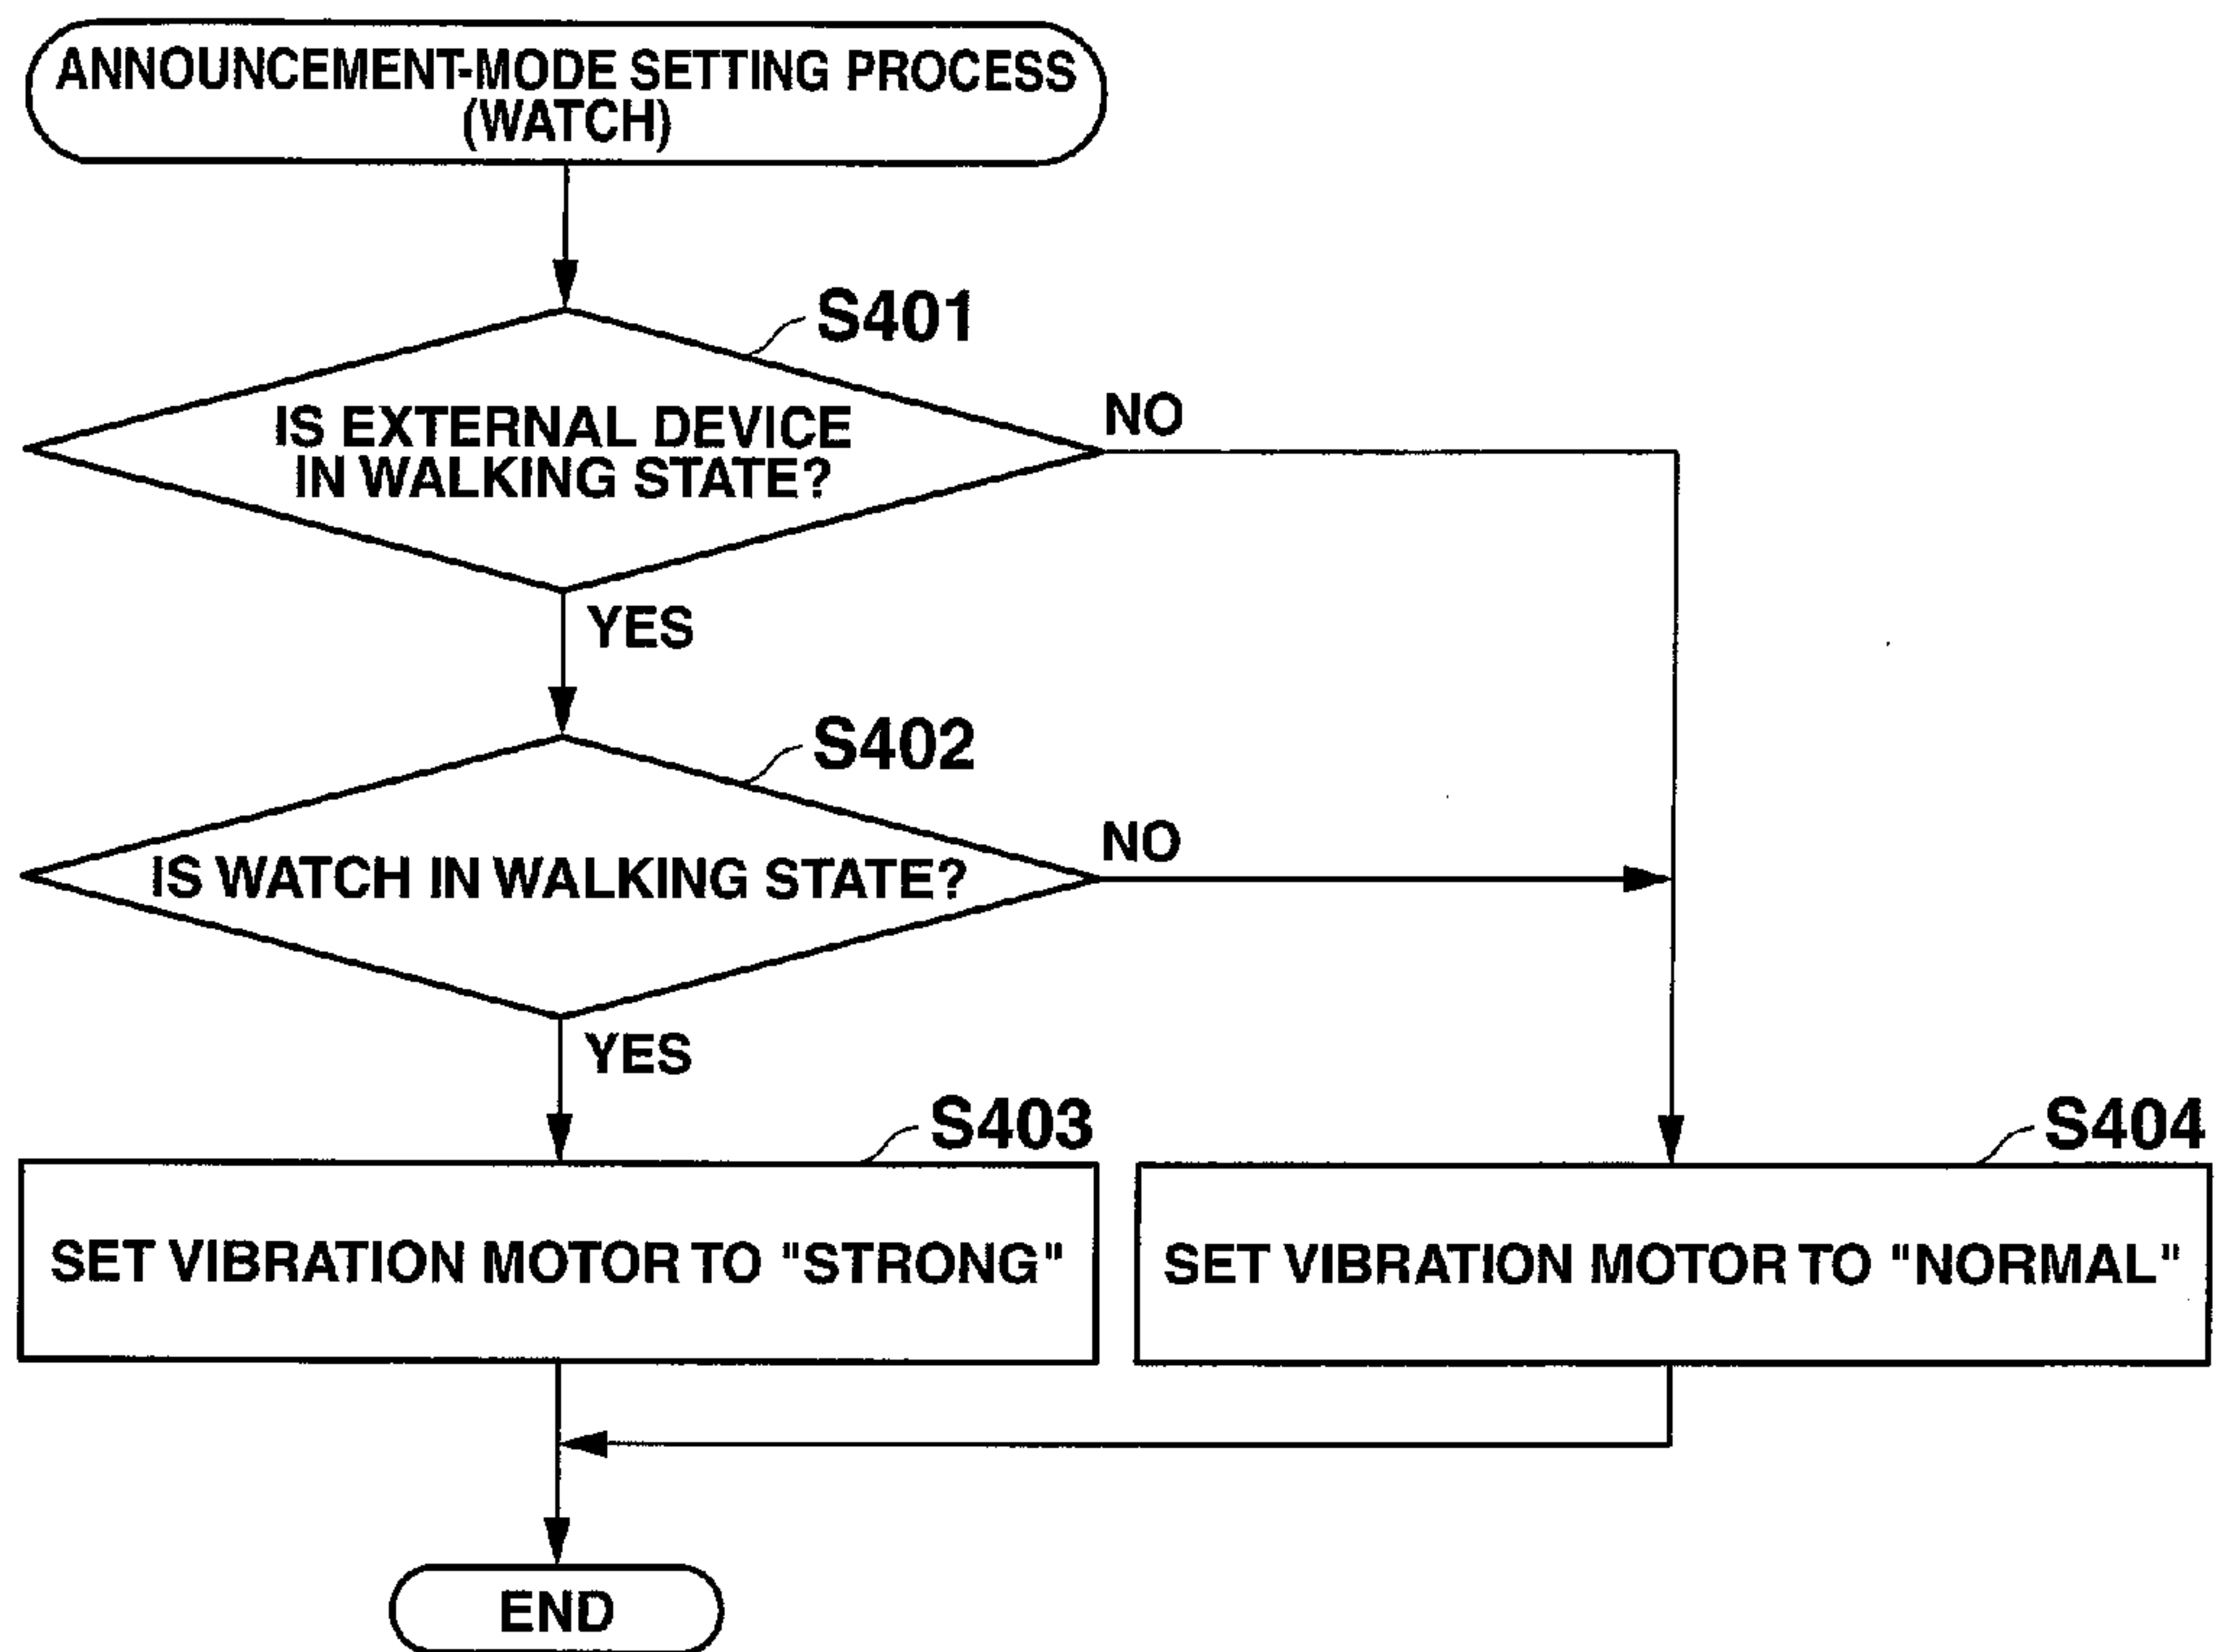 ANNOUNCEMENT-MODE SETTING PROCESS
(WATCH)
S401
IS EXTERNAL DEVICE
IN WALKING STATE?
NO
YES
S402
IS WATCH IN WALKING STATE?
NO
YES
S403
SET VIBRATION MOTOR TO "STRONG"
S404
SET VIBRATION MOTOR TO "NORMAL"
END